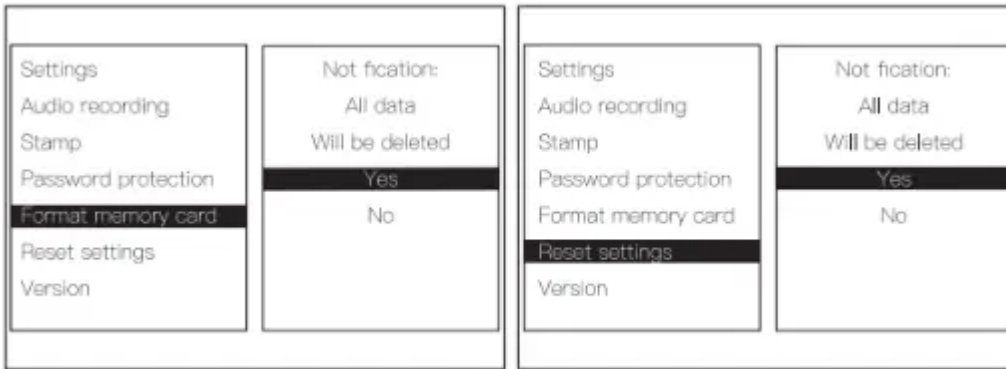 Settings
Audio recording
Stamp
Password protection
Format memory card
Reset settings
Version
Not fication:
All data
Will be deleted
Yes
No
Settings
Audio recording
Stamp
Password protection
Format memory card
Reset settings
Version
Not fication:
All data
Will be deleted
Yes
No